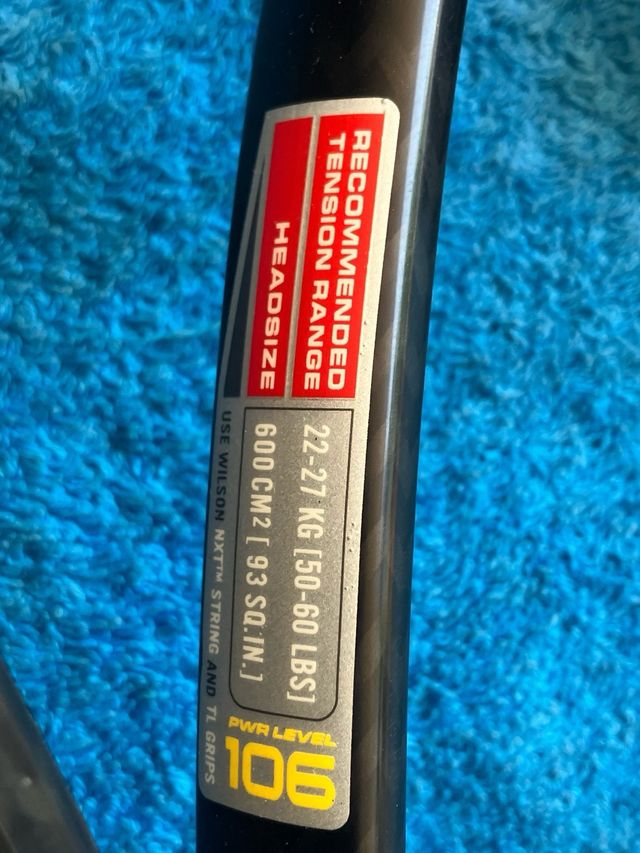 RECOMMENDED
TENSION RANGE
22-27 KG [50-60 LBS]
HEADSIZE
600 CM² [ 93 SQ.IN.]
PWR LEVEL
106
USE WILSON NXT™ STRING AND TL GRIPS